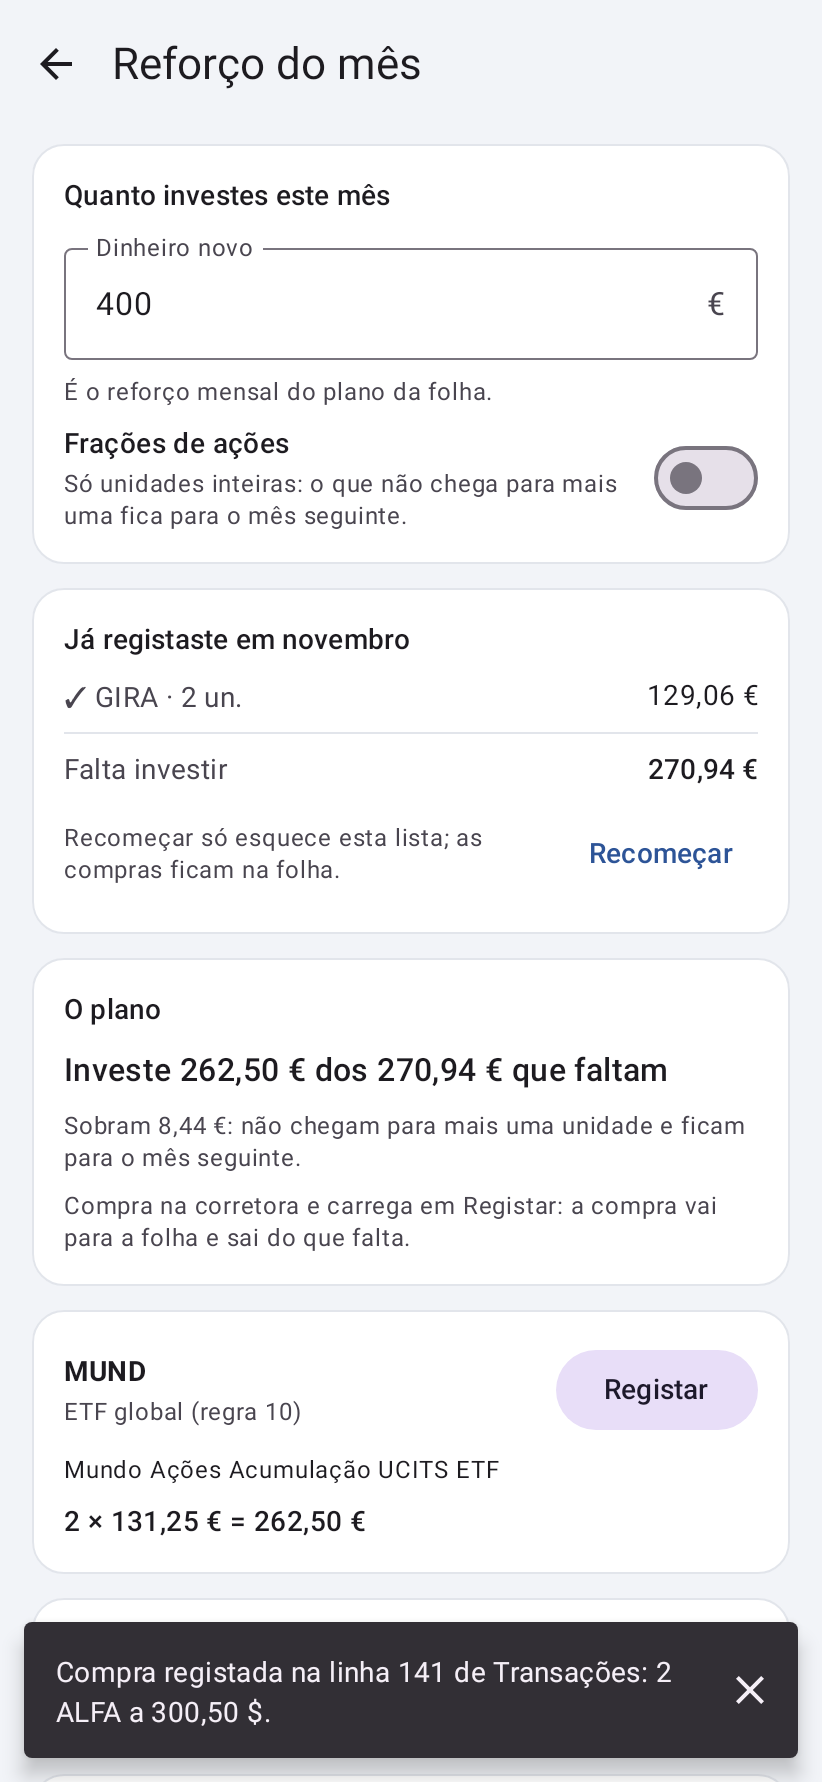 Reforço do mês
Quanto investes este mês
Dinheiro novo
400 €
É o reforço mensal do plano da folha.
Frações de ações
Só unidades inteiras: o que não chega para mais
uma fica para o mês seguinte.
Já registaste em novembro
✓ GIRA · 2 un. 129,06 €
Falta investir 270,94 €
Recomeçar só esquece esta lista; as
compras ficam na folha.
Recomeçar
O plano
Investe 262,50 € dos 270,94 € que faltam
Sobram 8,44 €: não chegam para mais uma unidade e ficam
para o mês seguinte.
Compra na corretora e carrega em Registar: a compra vai
para a folha e sai do que falta.
MUND
ETF global (regra 10)
Registar
Mundo Ações Acumulação UCITS ETF
2 × 131,25 € = 262,50 €
Compra registada na linha 141 de Transações: 2
ALFA a 300,50 $.